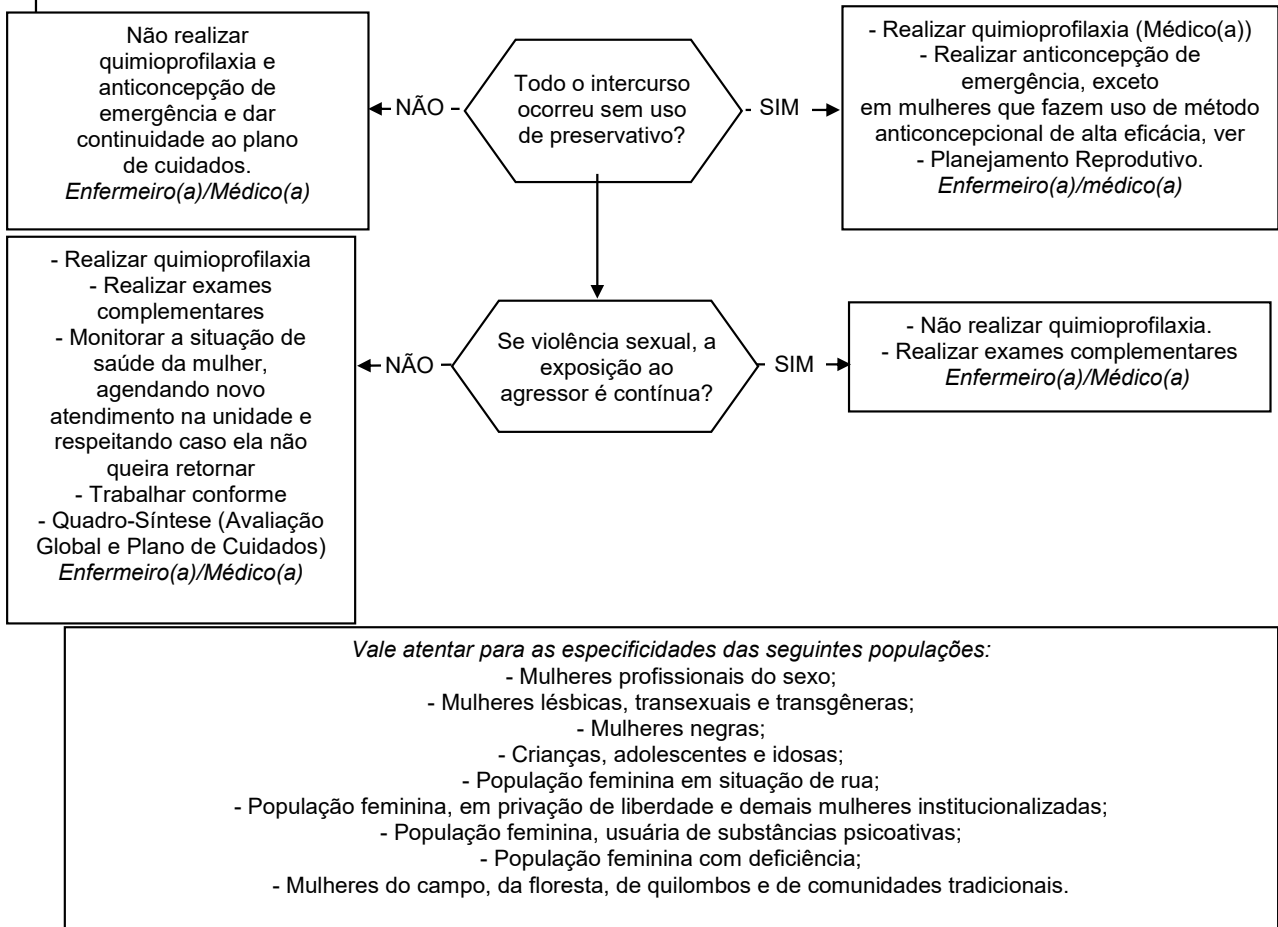 Não realizar
quimioprofilaxia e
anticoncepção de
emergência e dar
continuidade ao plano
de cuidados.
Enfermeiro(a)/Médico(a)
NÃO
Todo o intercurso
ocorreu sem uso
de preservativo?
SIM
- Realizar quimioprofilaxia (Médico(a))
- Realizar anticoncepção de
emergência, exceto
em mulheres que fazem uso de método
anticoncepcional de alta eficácia, ver
- Planejamento Reprodutivo.
Enfermeiro(a)/médico(a)
- Realizar quimioprofilaxia
- Realizar exames
complementares
- Monitorar a situação de
saúde da mulher,
agendando novo
atendimento na unidade e
respeitando caso ela não
queira retornar
- Trabalhar conforme
- Quadro-Síntese (Avaliação
Global e Plano de Cuidados)
Enfermeiro(a)/Médico(a)
NÃO
Se violência sexual, a
exposição ao
agressor é contínua?
SIM
- Não realizar quimioprofilaxia.
- Realizar exames complementares
Enfermeiro(a)/Médico(a)
Vale atentar para as especificidades das seguintes populações:
- Mulheres profissionais do sexo;
- Mulheres lésbicas, transexuais e transgêneras;
- Mulheres negras;
- Crianças, adolescentes e idosas;
- População feminina em situação de rua;
- População feminina, em privação de liberdade e demais mulheres institucionalizadas;
- População feminina, usuária de substâncias psicoativas;
- População feminina com deficiência;
- Mulheres do campo, da floresta, de quilombos e de comunidades tradicionais.